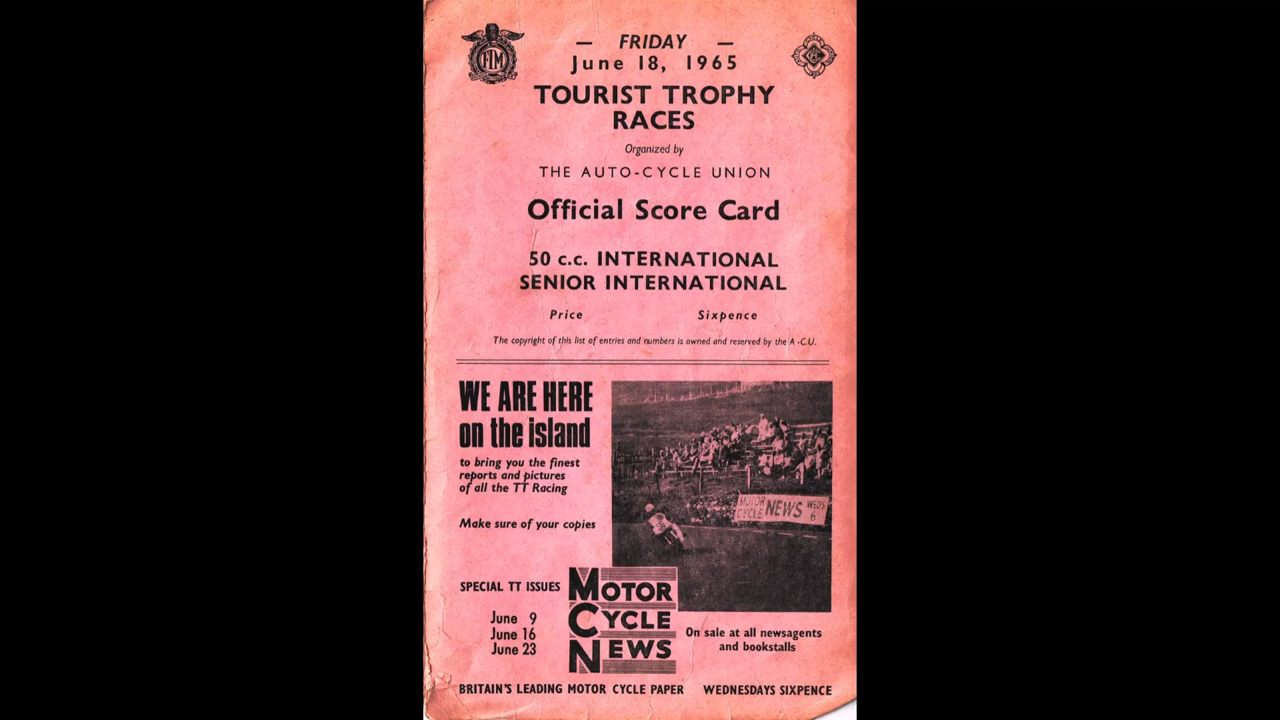 FIM
— FRIDAY —
June 18, 1965
TOURIST TROPHY
RACES
Organized by
THE AUTO-CYCLE UNION
Official Score Card
50 c.c. INTERNATIONAL
SENIOR INTERNATIONAL
Price Sixpence
The copyright of this list of entries and numbers is owned and reserved by the A-C.U.
WE ARE HERE
on the island
to bring you the finest
reports and pictures
of all the TT Racing
Make sure of your copies
MOTOR
CYCLE NEWS WEDS
6
SPECIAL TT ISSUES
June 9
June 16
June 23
MOTOR
CYCLE
NEWS
On sale at all newsagents
and bookstalls
BRITAIN'S LEADING MOTOR CYCLE PAPER WEDNESDAYS SIXPENCE